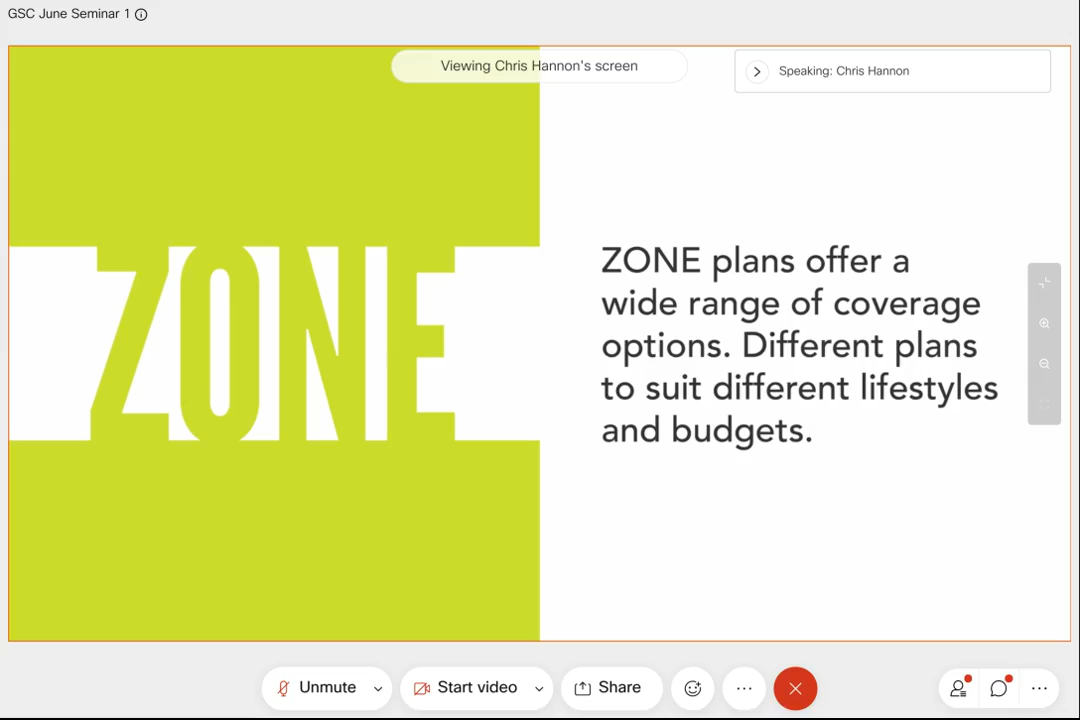 GSC June Seminar 1
Viewing Chris Hannon's screen
Speaking: Chris Hannon
ZONE
ZONE plans offer a
wide range of coverage
options. Different plans
to suit different lifestyles
and budgets.
Unmute
Start video
Share